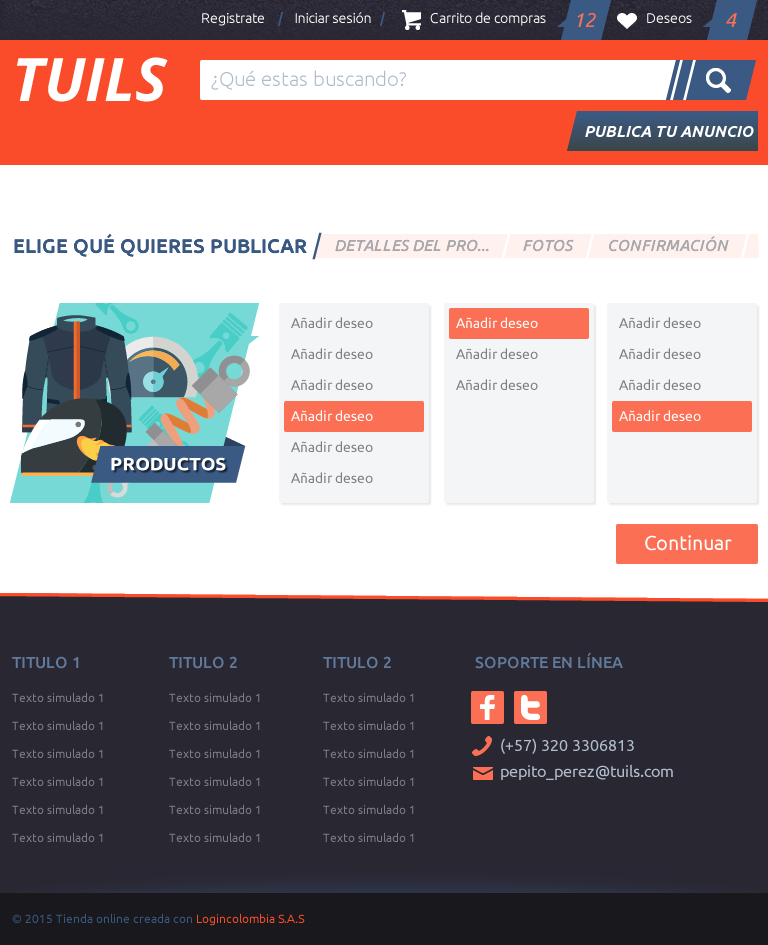 Registrate / Iniciar sesión / Carrito de compras 12 Deseos 4
TUILS
¿Qué estas buscando?
PUBLICA TU ANUNCIO
ELIGE QUÉ QUIERES PUBLICAR / DETALLES DEL PRO... FOTOS CONFIRMACIÓN
PRODUCTOS
Añadir deseo
Añadir deseo
Añadir deseo
Añadir deseo
Añadir deseo
Añadir deseo
Añadir deseo
Añadir deseo
Añadir deseo
Añadir deseo
Añadir deseo
Añadir deseo
Añadir deseo
Continuar
TITULO 1
Texto simulado 1
Texto simulado 1
Texto simulado 1
Texto simulado 1
Texto simulado 1
Texto simulado 1
TITULO 2
Texto simulado 1
Texto simulado 1
Texto simulado 1
Texto simulado 1
Texto simulado 1
Texto simulado 1
TITULO 2
Texto simulado 1
Texto simulado 1
Texto simulado 1
Texto simulado 1
Texto simulado 1
Texto simulado 1
SOPORTE EN LÍNEA
(+57) 320 3306813
pepito_perez@tuils.com
© 2015 Tienda online creada con Logincolombia S.A.S